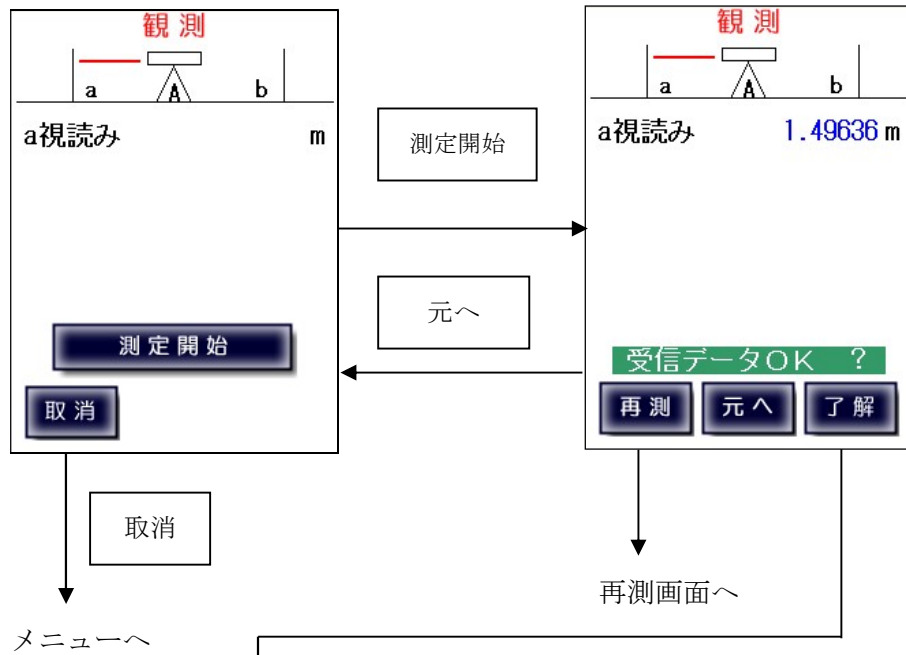 観測
a A b
a視読み m
測定開始
取消
測定開始
元へ
観測
a A b
a視読み 1.49636 m
受信データOK ?
再測 元へ 了解
取消
メニューへ
再測画面へ